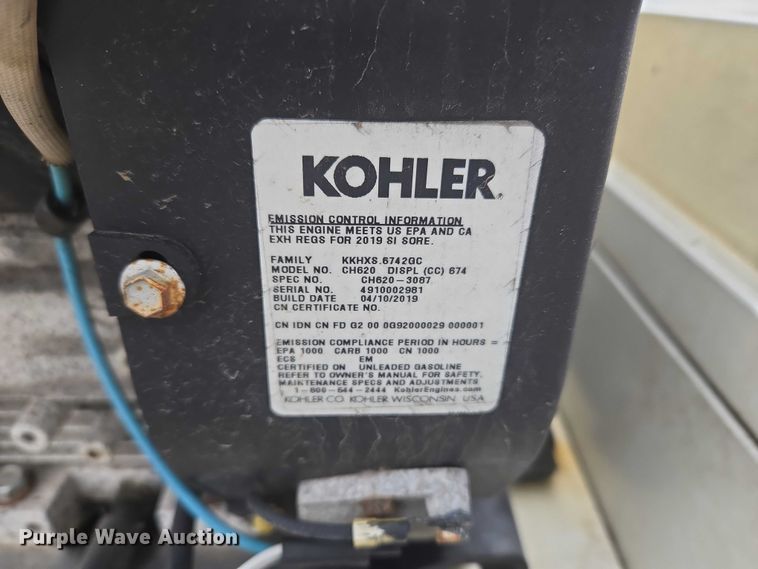 KOHLER
EMISSION CONTROL INFORMATION
THIS ENGINE MEETS US EPA AND CA
EXH REGS FOR 2019 SI SORE.
FAMILY KKHXS.6742GC
MODEL NO. CH620 DISPL (CC) 674
SPEC NO. CH620-3087
SERIAL NO. 4910002981
BUILD DATE 04/10/2019
CN CERTIFICATE NO.
CN IDN CN FD G2 00 0G92000029 000001
EMISSION COMPLIANCE PERIOD IN HOURS =
EPA 1000 CARB 1000 CN 1000
ECS EM
CERTIFIED ON UNLEADED GASOLINE
REFER TO OWNER'S MANUAL FOR SAFETY,
MAINTENANCE SPECS AND ADJUSTMENTS
1-800-544-2444 KohlerEngines.com
KOHLER CO. KOHLER WISCONSIN USA
Purple Wave Auction